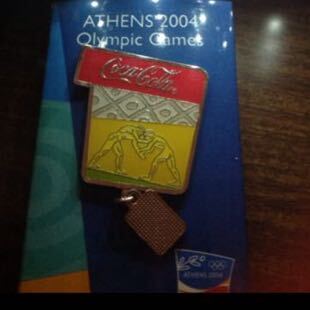 ATHENS 2004
Olympic Games
Coca-Cola
ATHENS 2004